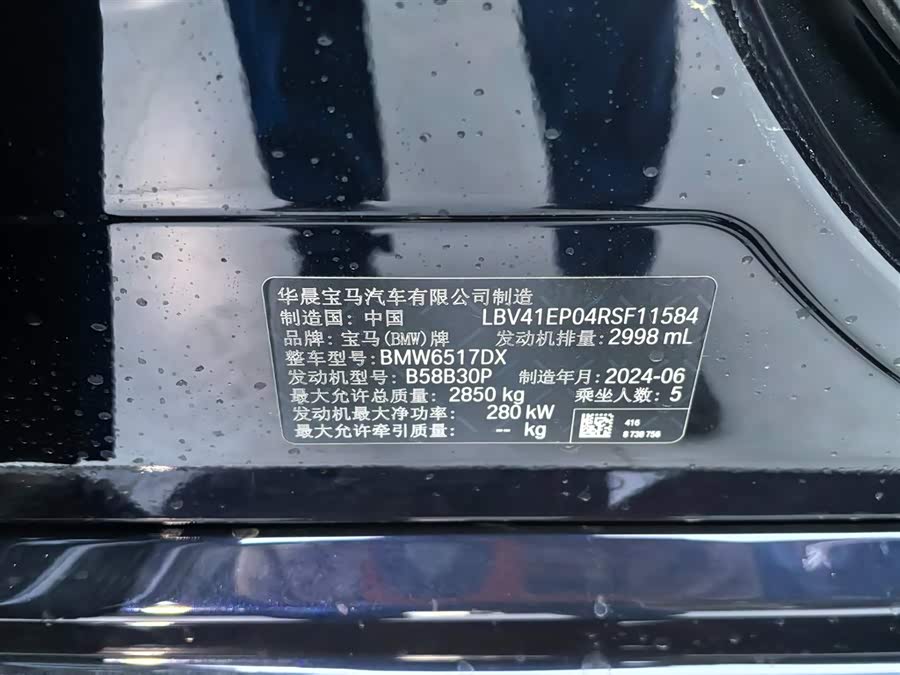 华晨宝马汽车有限公司制造
制造国: 中国 LBV41EP04RSF11584
品牌: 宝马(BMW)牌 发动机排量: 2998 mL
整车型号: BMW6517DX
发动机型号: B58B30P 制造年月: 2024-06
最大允许总质量: 2850 kg 乘坐人数: 5
发动机最大净功率: 280 kW
最大允许牵引质量: -- kg
416
8 738 756